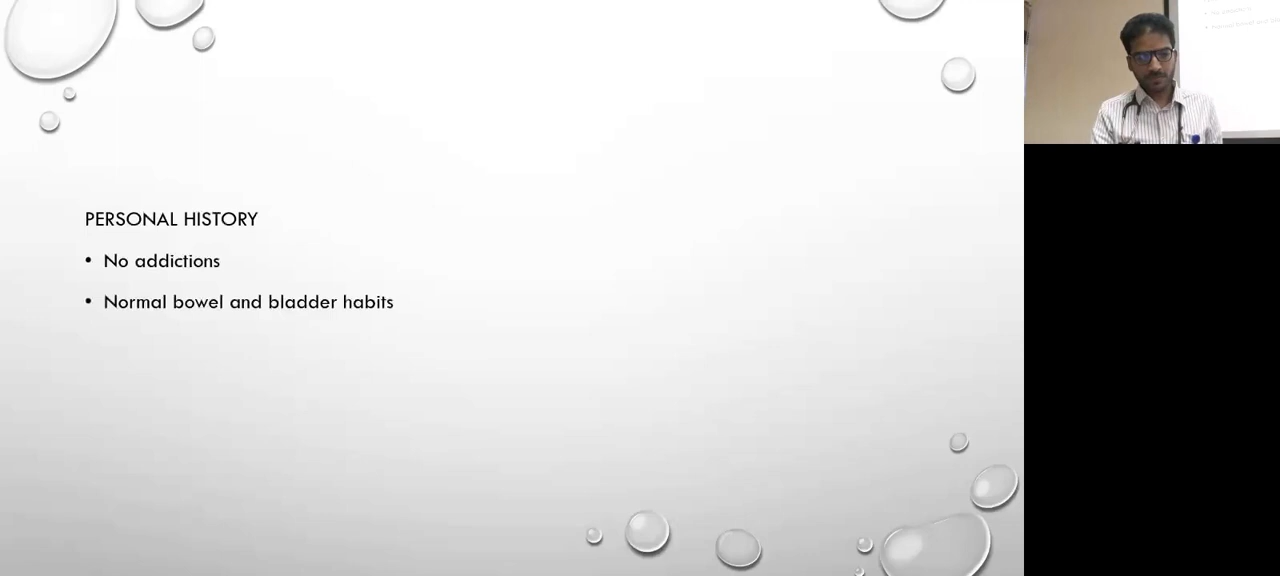 PERSONAL HISTORY
• No addictions
• Normal bowel and bladder habits